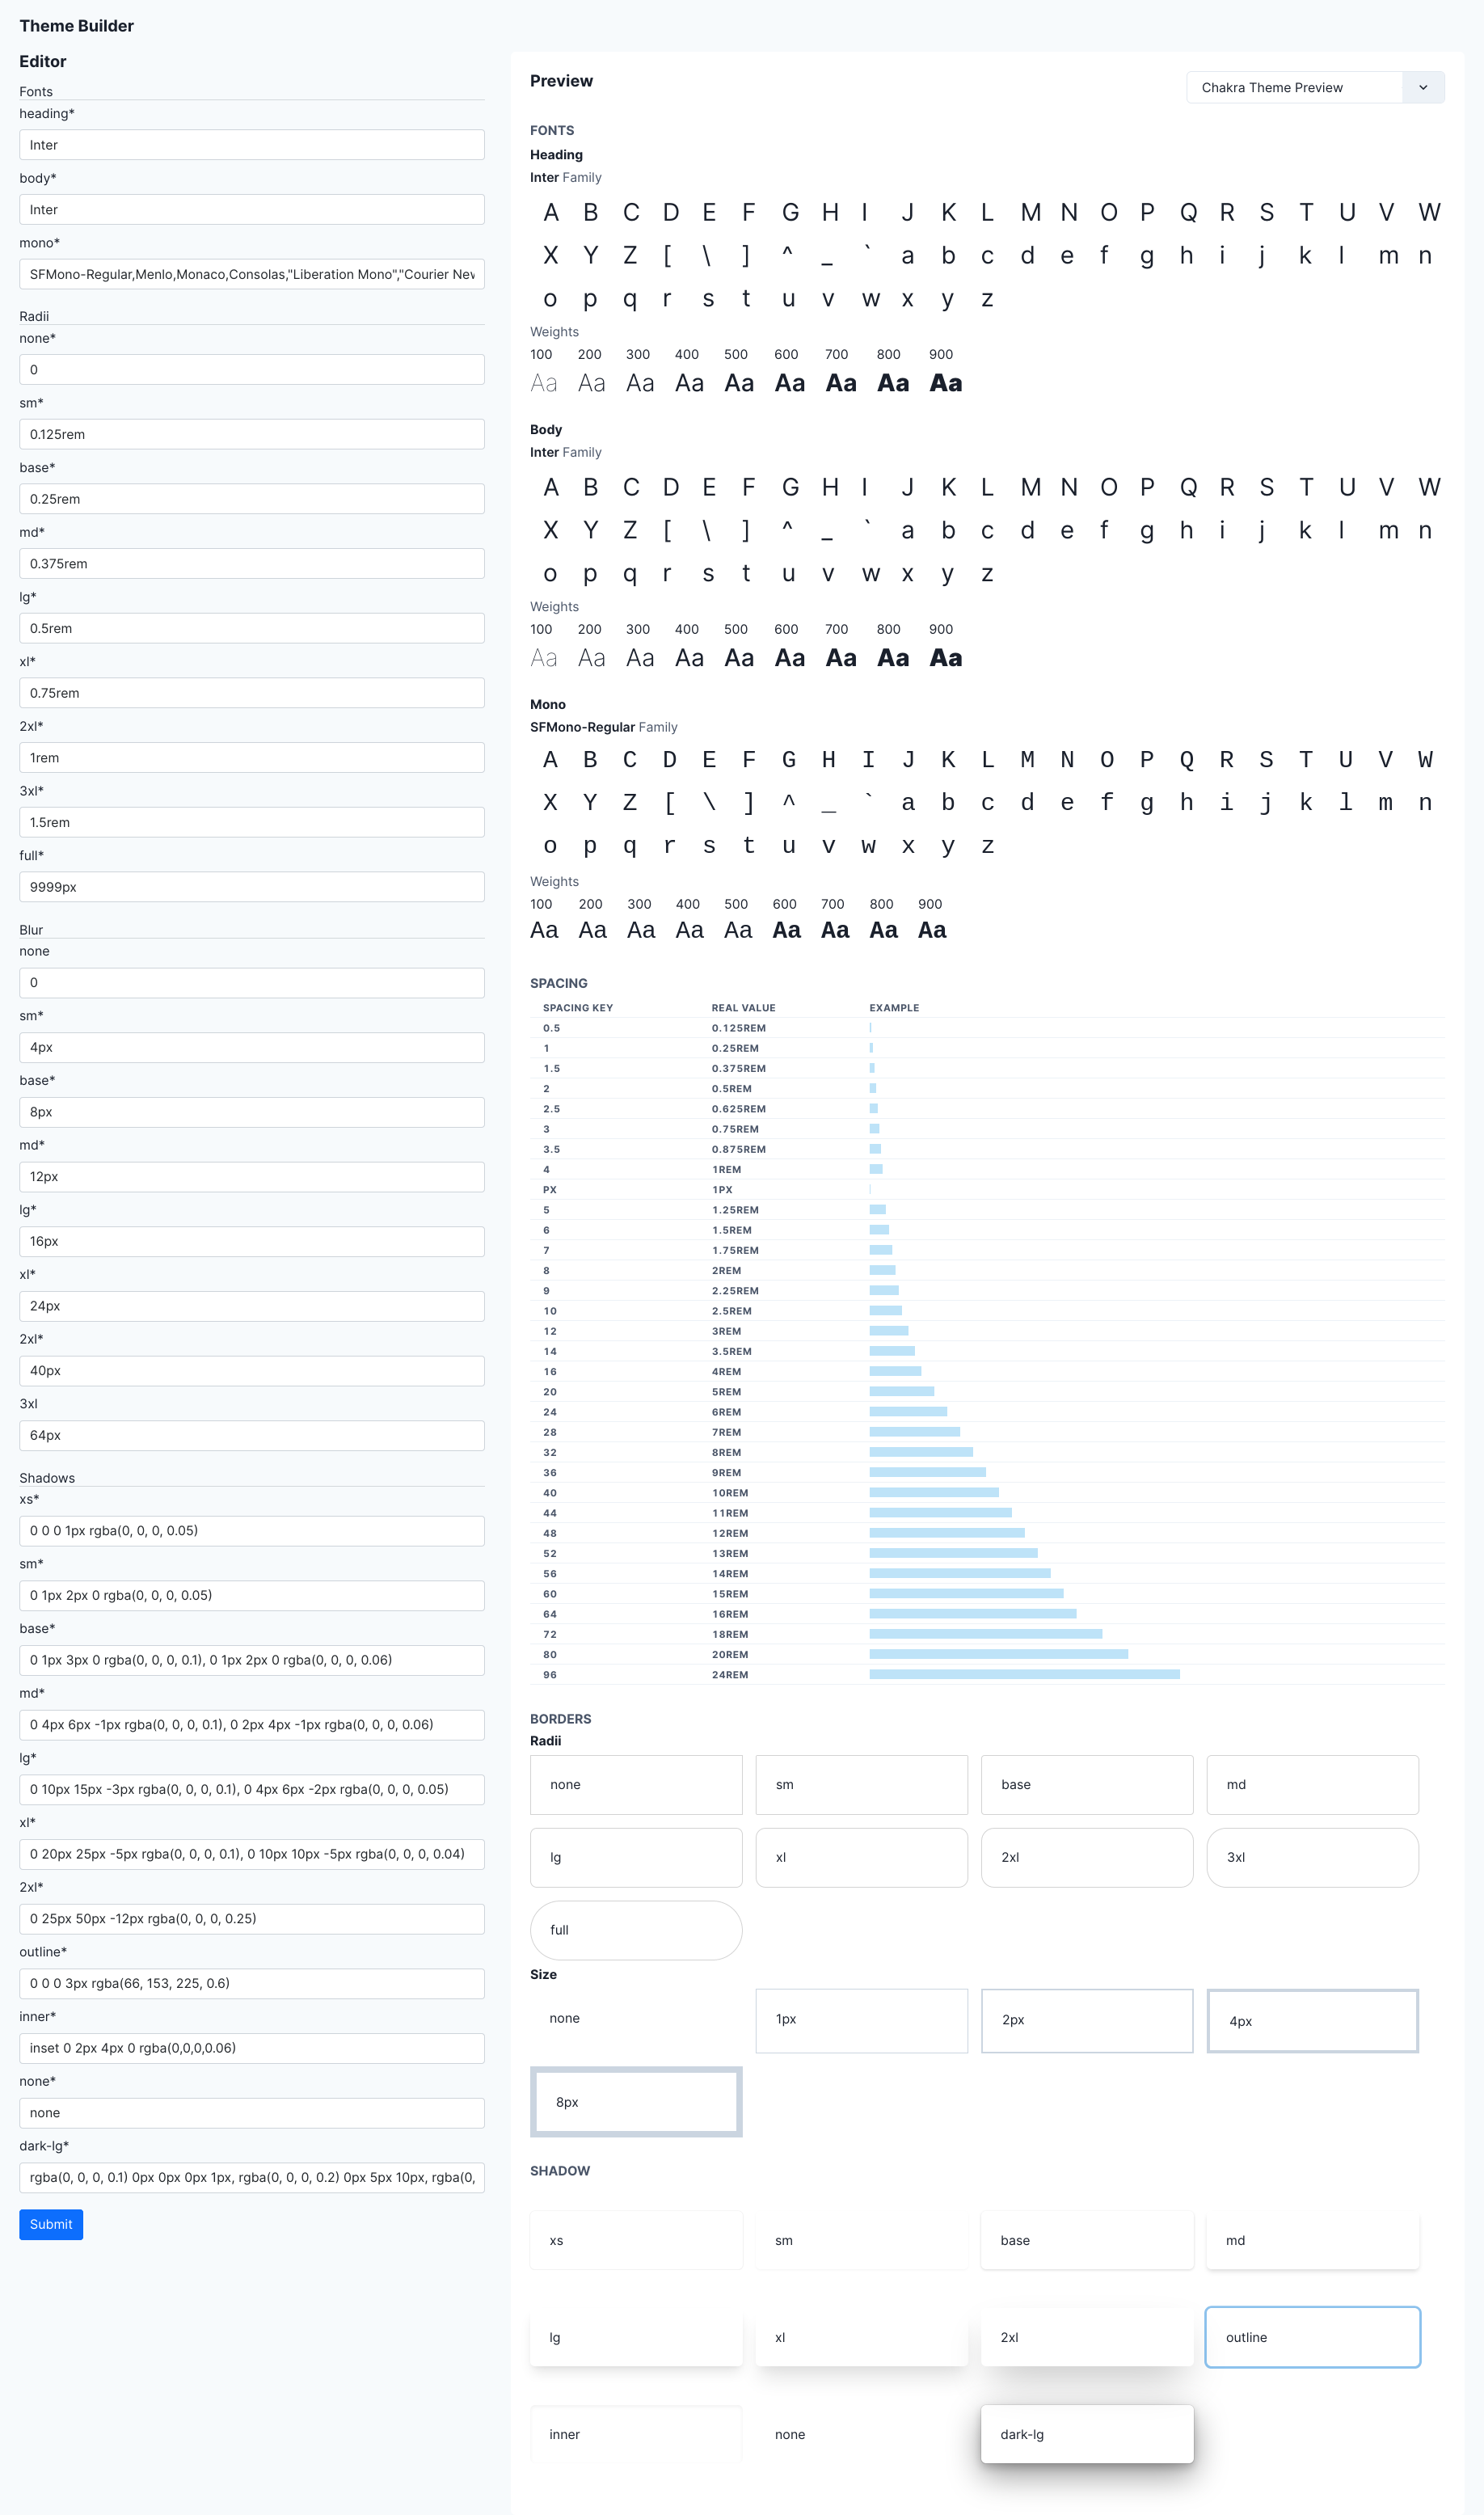 Theme Builder
Editor
Fonts
heading*
Inter
body*
Inter
mono*
SFMono-Regular,Menlo,Monaco,Consolas,"Liberation Mono","Courier Nev
Radii
none*
0
sm*
0.125rem
base*
0.25rem
md*
0.375rem
lg*
0.5rem
xl*
0.75rem
2xl*
1rem
3xl*
1.5rem
full*
9999px
Blur
none
0
sm*
4px
base*
8px
md*
12px
lg*
16px
xl*
24px
2xl*
40px
3xl
64px
Shadows
xs*
0 0 0 1px rgba(0, 0, 0, 0.05)
sm*
0 1px 2px 0 rgba(0, 0, 0, 0.05)
base*
0 1px 3px 0 rgba(0, 0, 0, 0.1), 0 1px 2px 0 rgba(0, 0, 0, 0.06)
md*
0 4px 6px -1px rgba(0, 0, 0, 0.1), 0 2px 4px -1px rgba(0, 0, 0, 0.06)
lg*
0 10px 15px -3px rgba(0, 0, 0, 0.1), 0 4px 6px -2px rgba(0, 0, 0, 0.05)
xl*
0 20px 25px -5px rgba(0, 0, 0, 0.1), 0 10px 10px -5px rgba(0, 0, 0, 0.04)
2xl*
0 25px 50px -12px rgba(0, 0, 0, 0.25)
outline*
0 0 0 3px rgba(66, 153, 225, 0.6)
inner*
inset 0 2px 4px 0 rgba(0,0,0,0.06)
none*
none
dark-lg*
rgba(0, 0, 0, 0.1) 0px 0px 0px 1px, rgba(0, 0, 0, 0.2) 0px 5px 10px, rgba(0,
Submit
Preview
Chakra Theme Preview
FONTS
Heading
Inter Family
A B C D E F G H I J K L M N O P Q R S T U V W
X Y Z [ \ ] ^ _ ` a b c d e f g h i j k l m n
o p q r s t u v w x y z
Weights
100 200 300 400 500 600 700 800 900
Aa Aa Aa Aa Aa Aa Aa Aa Aa
Body
Inter Family
A B C D E F G H I J K L M N O P Q R S T U V W
X Y Z [ \ ] ^ _ ` a b c d e f g h i j k l m n
o p q r s t u v w x y z
Weights
100 200 300 400 500 600 700 800 900
Aa Aa Aa Aa Aa Aa Aa Aa Aa
Mono
SFMono-Regular Family
A B C D E F G H I J K L M N O P Q R S T U V W
X Y Z [ \ ] ^ _ ` a b c d e f g h i j k l m n
o p q r s t u v w x y z
Weights
100 200 300 400 500 600 700 800 900
Aa Aa Aa Aa Aa Aa Aa Aa Aa
SPACING
SPACING KEY REAL VALUE EXAMPLE
0.5 0.125REM
1 0.25REM
1.5 0.375REM
2 0.5REM
2.5 0.625REM
3 0.75REM
3.5 0.875REM
4 1REM
PX 1PX
5 1.25REM
6 1.5REM
7 1.75REM
8 2REM
9 2.25REM
10 2.5REM
12 3REM
14 3.5REM
16 4REM
20 5REM
24 6REM
28 7REM
32 8REM
36 9REM
40 10REM
44 11REM
48 12REM
52 13REM
56 14REM
60 15REM
64 16REM
72 18REM
80 20REM
96 24REM
BORDERS
Radii
none sm base md
lg xl 2xl 3xl
full
Size
none 1px 2px 4px
8px
SHADOW
xs sm base md
lg xl 2xl outline
inner none dark-lg